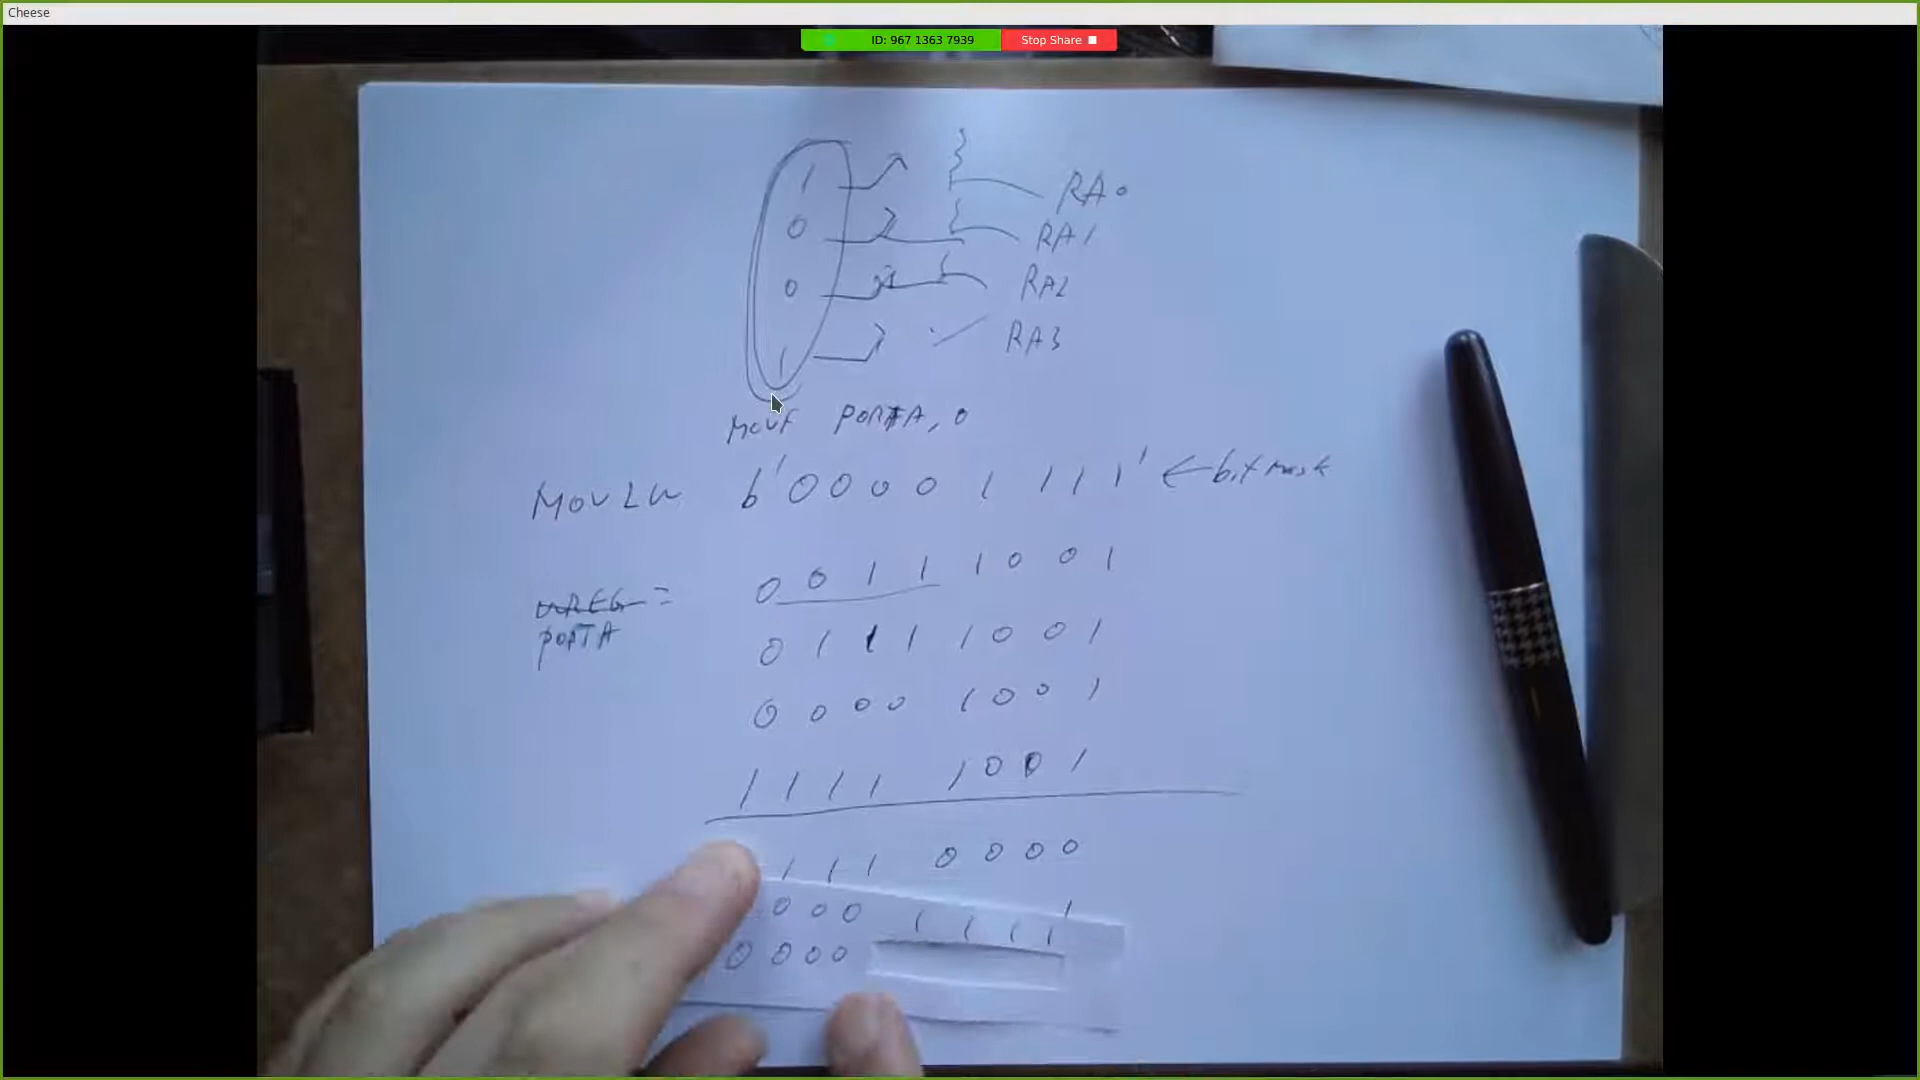 Cheese
ID: 967 1363 7939 Stop Share
1 RA0
0 RA1
0 RA2
1 RA3
MOVF PORTA, 0
MOVLW b'00001111' ← bit mask
WREG = 0 0 1 1 1 0 0 1
PORTA 0 1 1 1 1 0 0 1
0 0 0 0 1 0 0 1
1 1 1 1 1 0 0 1
1 1 1 0 0 0 0
0 0 0 1 1 1 1 1
0 0 0 0